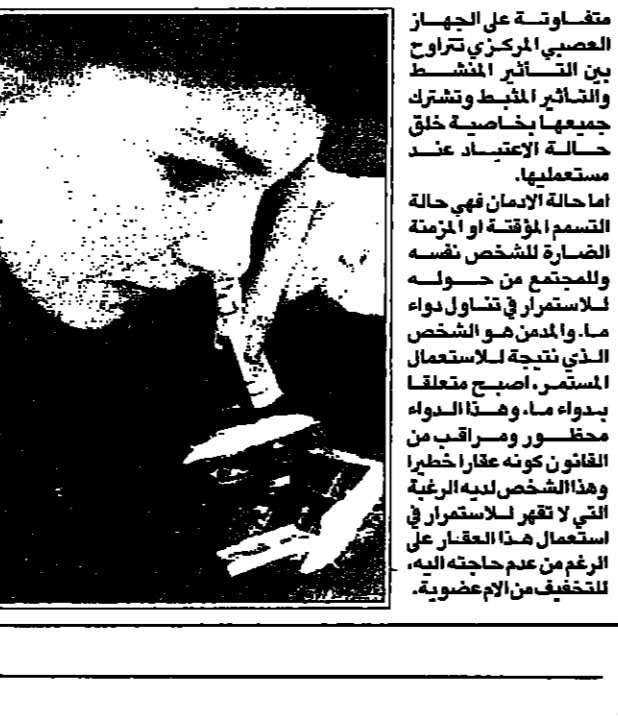 متفاوتة على الجهاز
العصبي المركزي تتراوح
بين التأثير المنشط
والتأثير المثبط وتشترك
جميعها بخاصية خلق
حالة الاعتياد عند
مستعمليها.
اما حالة الادمان فهي حالة
التسمم المؤقتة او المزمنة
الضارة للشخص نفسه
وللمجتمع من حوله
للاستمرار في تناول دواء
ما. والمدمن هو الشخص
الذي نتيجة للاستعمال
المستمر، اصبح متعلقا
بدواء ما، وهذا الدواء
محظور ومراقب من
القانون كونه عقارا خطيرا
وهذا الشخص لديه الرغبة
التي لا تقهر للاستمرار في
استعمال هذا العقار على
الرغم من عدم حاجته اليه،
للتخفيف من الام عضوية.